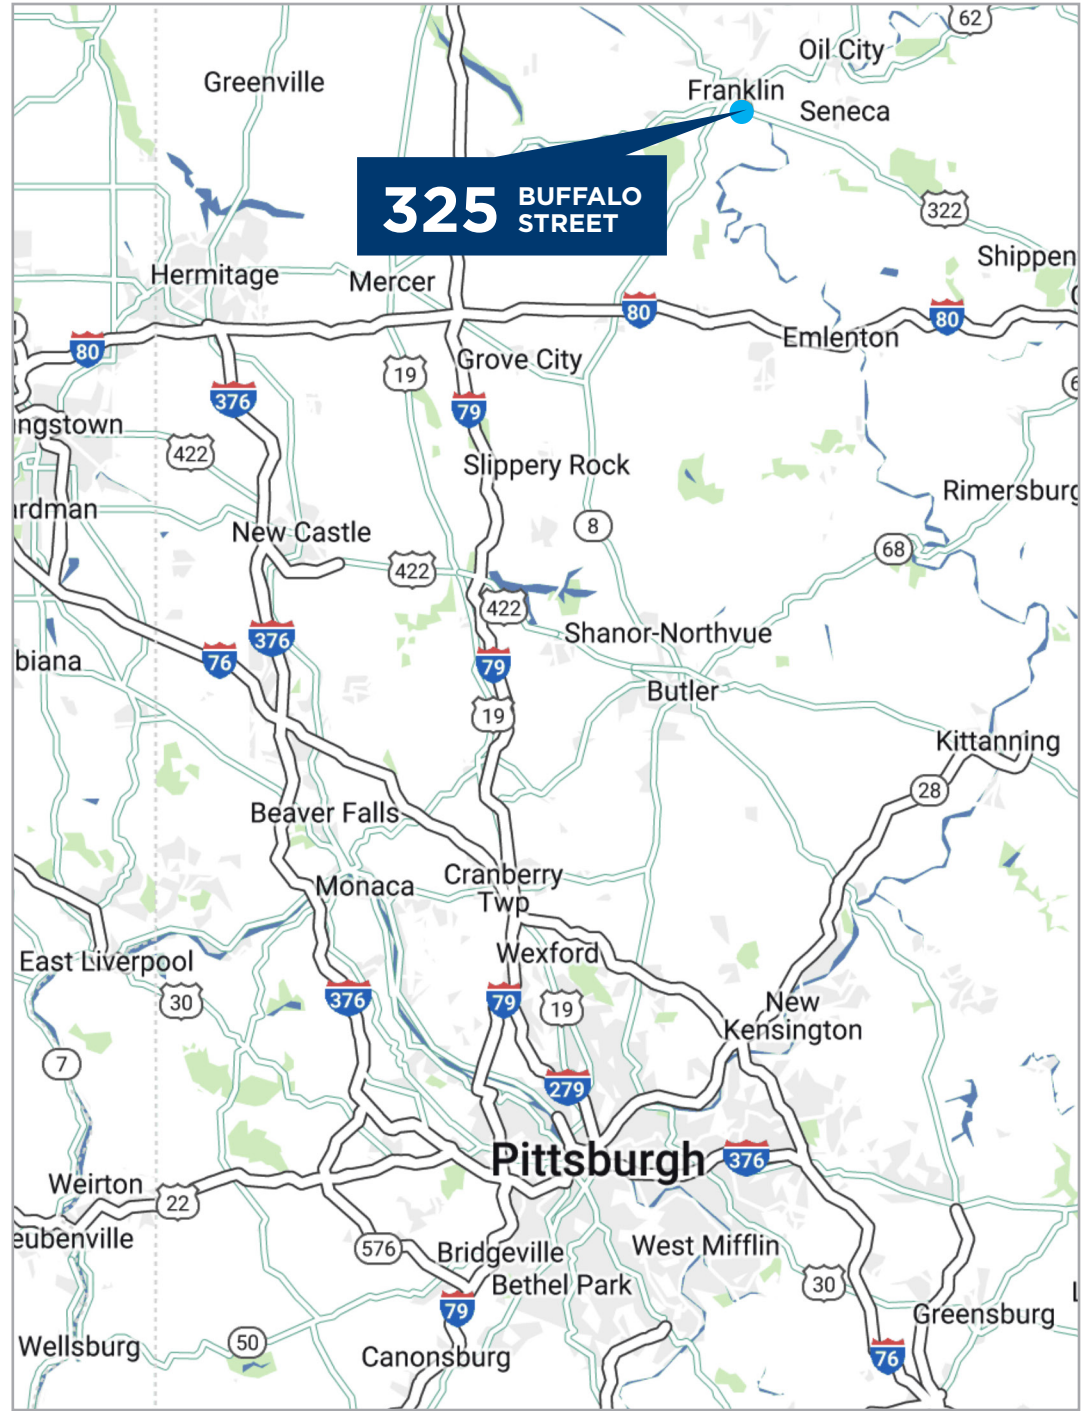 62
Oil City
Greenville
Franklin
Seneca
325 BUFFALO
STREET
322
Shippen
Hermitage
Mercer
80
80
80
Emlenton
Grove City
19
376
79
ngstown
422
Slippery Rock
Rimersburg
ardman
8
New Castle
68
422
422
Shanor-Northvue
376
76
biana
79
Butler
19
Kittanning
28
Beaver Falls
Cranberry
Twp
Monaca
Wexford
East Liverpool
376
30
79
19
New
Kensington
7
279
Pittsburgh
376
Weirton
22
eubenville
576
Bridgeville
West Mifflin
Bethel Park
30
79
Greensburg
Wellsburg
50
Canonsburg
76